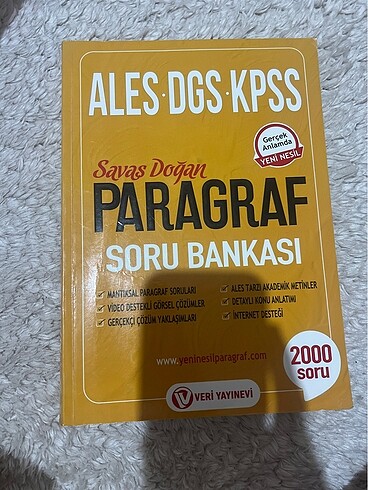 ALES·DGS·KPSS
Gerçek
Anlamda
YENİ NESİL
Savaş Doğan
PARAGRAF
SORU BANKASI
MANTIKSAL PARAGRAF SORULARI
VİDEO DESTEKLİ GÖRSEL ÇÖZÜMLER
GERÇEKÇİ ÇÖZÜM YAKLAŞIMLARI
ALES TARZI AKADEMİK METİNLER
DETAYLI KONU ANLATIMI
İNTERNET DESTEĞİ
www.yeninesilparagraf.com
2000
soru
VERİ YAYINEVİ